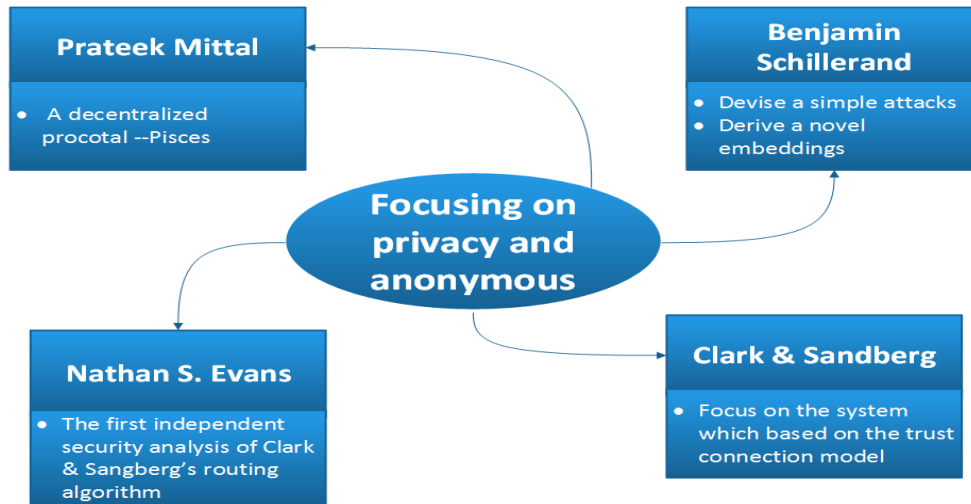 Prateek Mittal
● A decentralized
procotal --Pisces
Benjamin
Schillerand
● Devise a simple attacks
● Derive a novel
embeddings
Focusing on
privacy and
anonymous
Nathan S. Evans
● The first independent
security analysis of Clark
& Sangberg’s routing
algorithm
Clark & Sandberg
● Focus on the system
which based on the trust
connection model